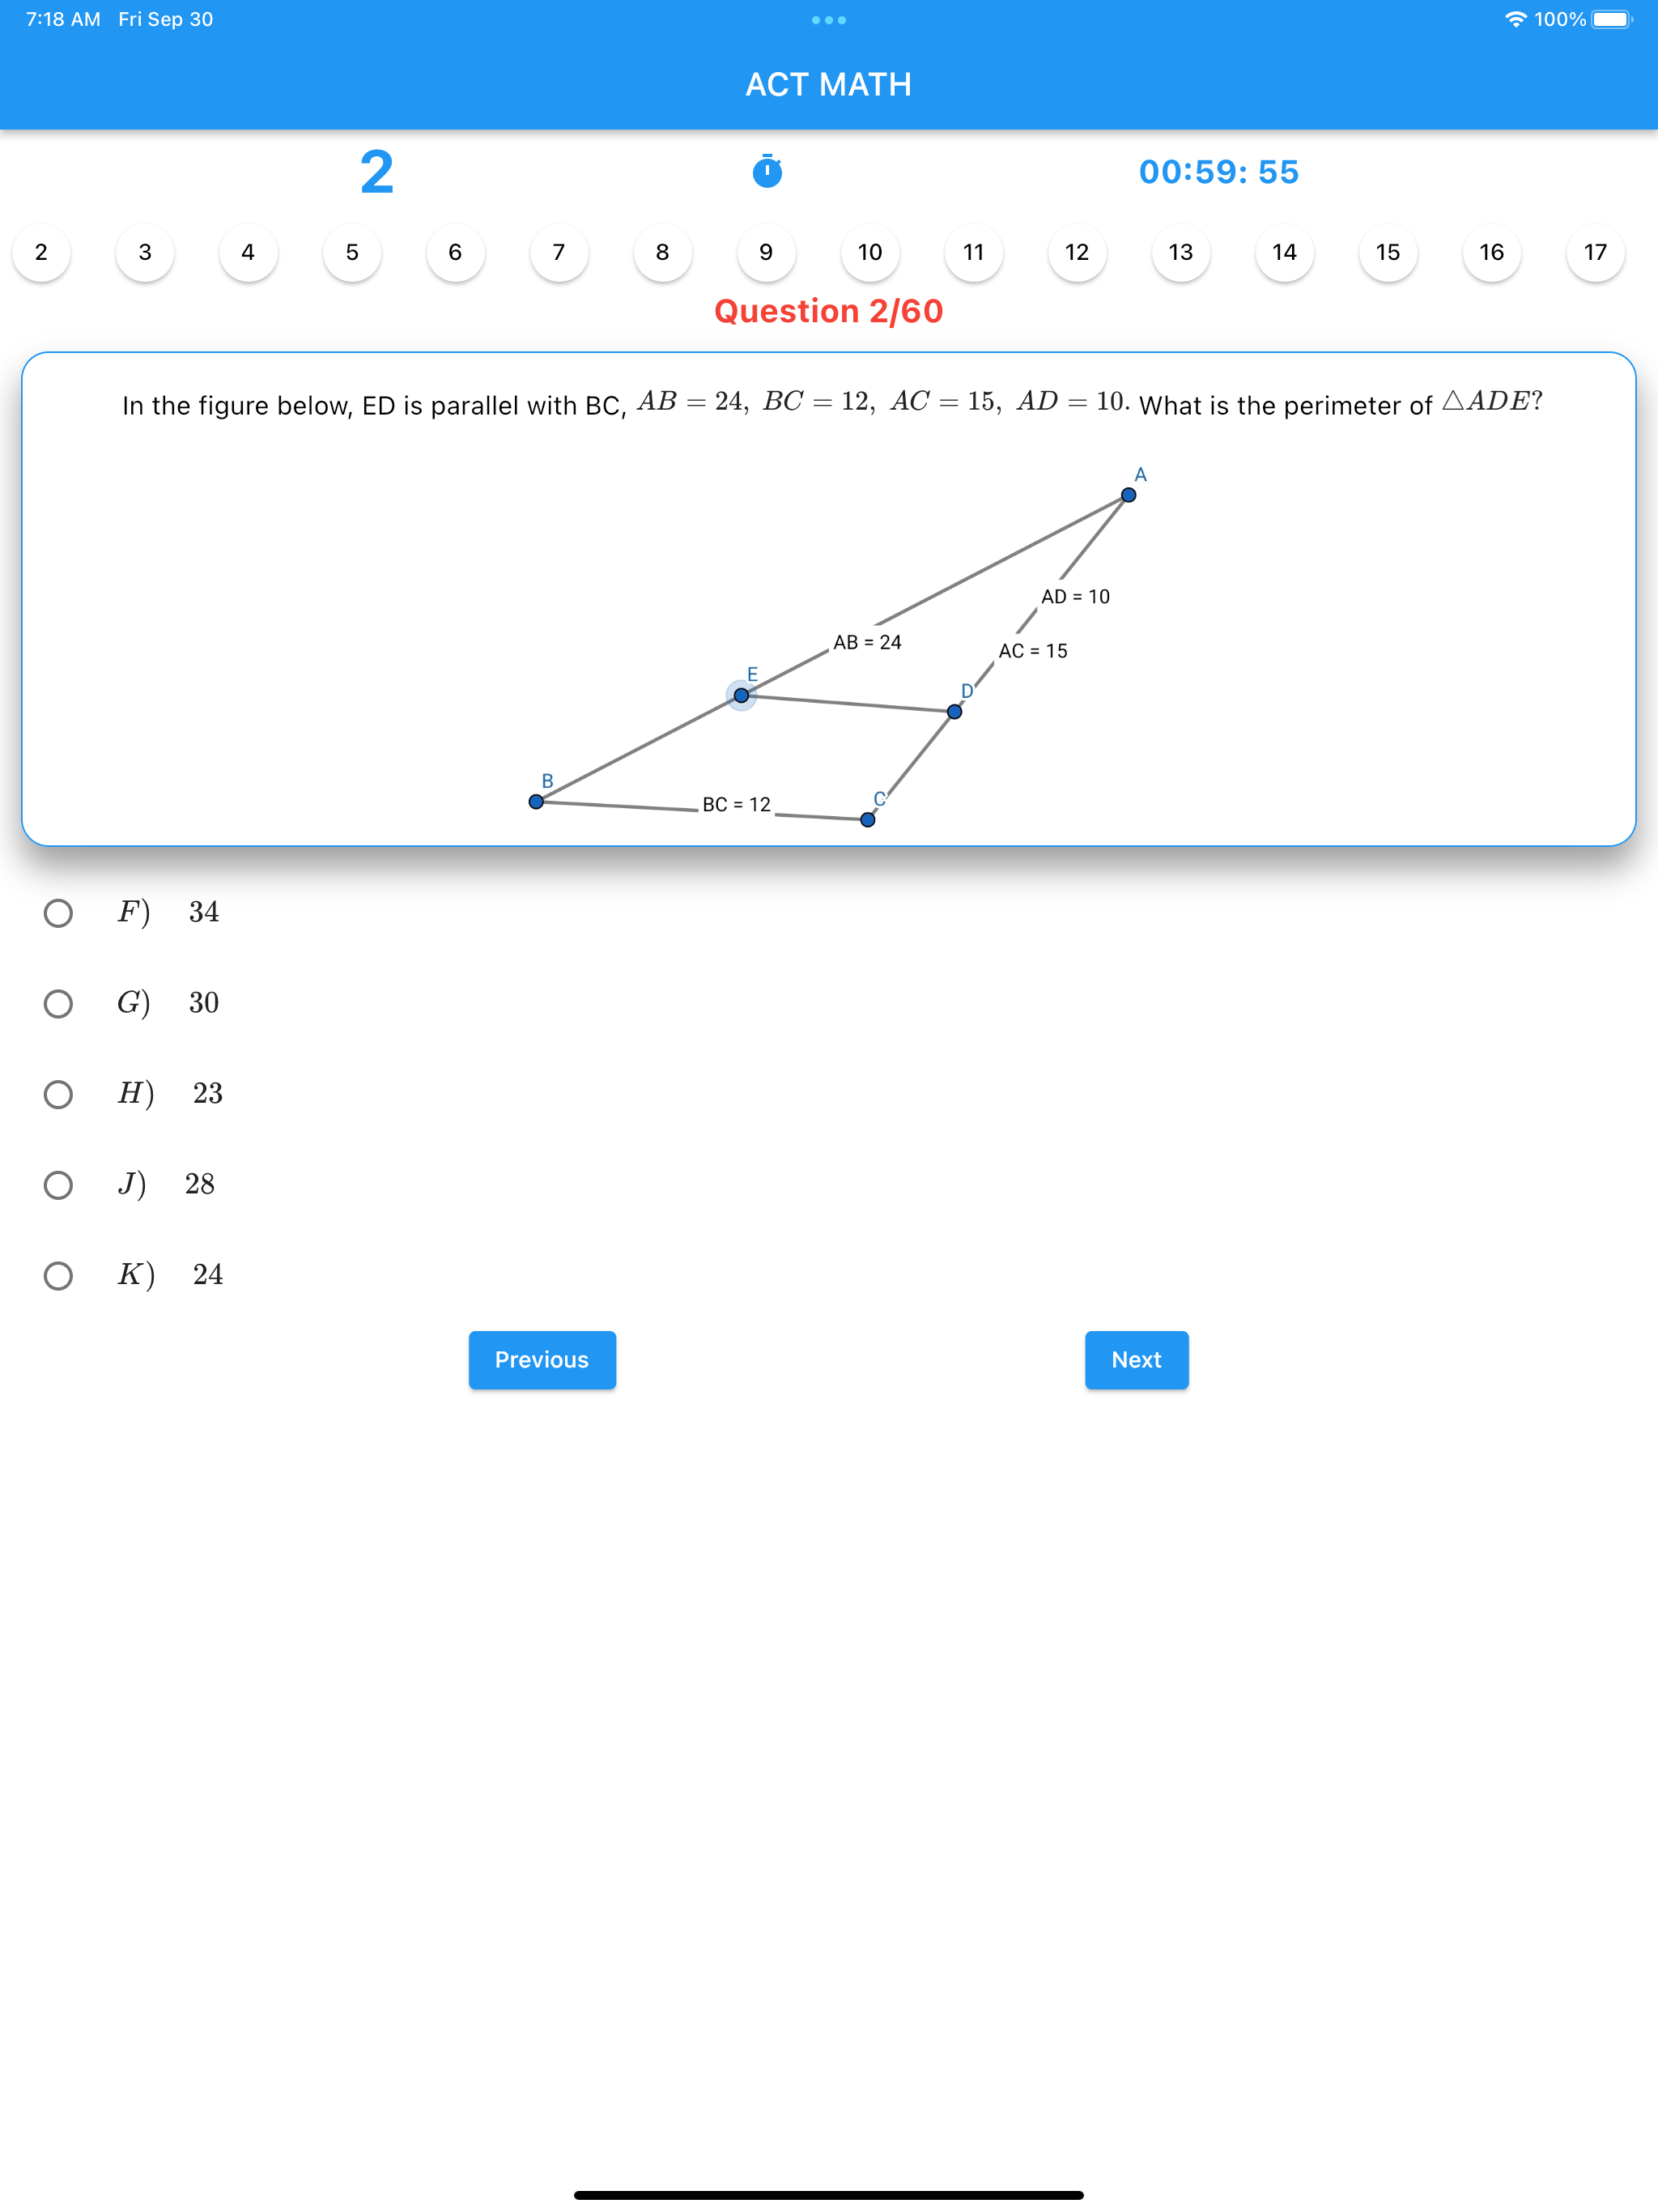 7:18 AM Fri Sep 30
100%
ACT MATH
2
00:59: 55
2 3 4 5 6 7 8 9 10 11 12 13 14 15 16 17
Question 2/60
In the figure below, ED is parallel with BC, AB = 24, BC = 12, AC = 15, AD = 10. What is the perimeter of △ADE?
A
AD = 10
AB = 24
AC = 15
E
D
B
C
BC = 12
F) 34
G) 30
H) 23
J) 28
K) 24
Previous
Next